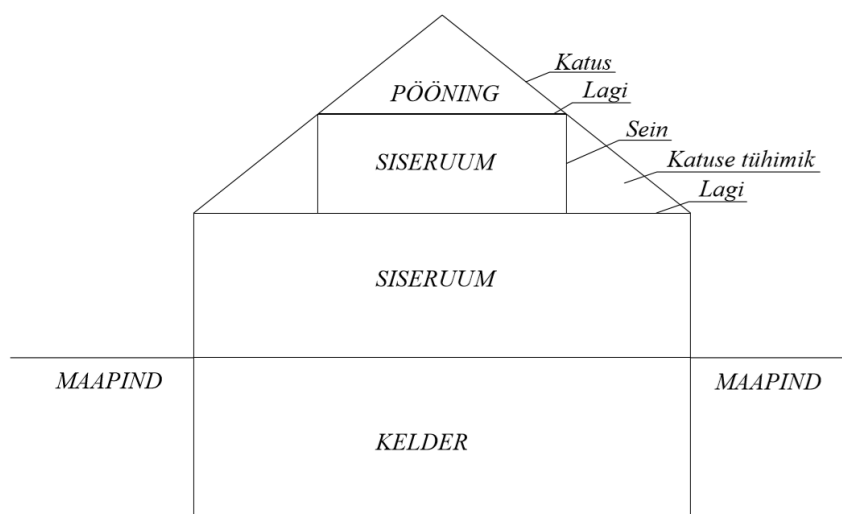 Katus
PÖÖNING
Lagi
Sein
SISERUUM
Katuse tühimik
Lagi
SISERUUM
MAAPIND
MAAPIND
KELDER